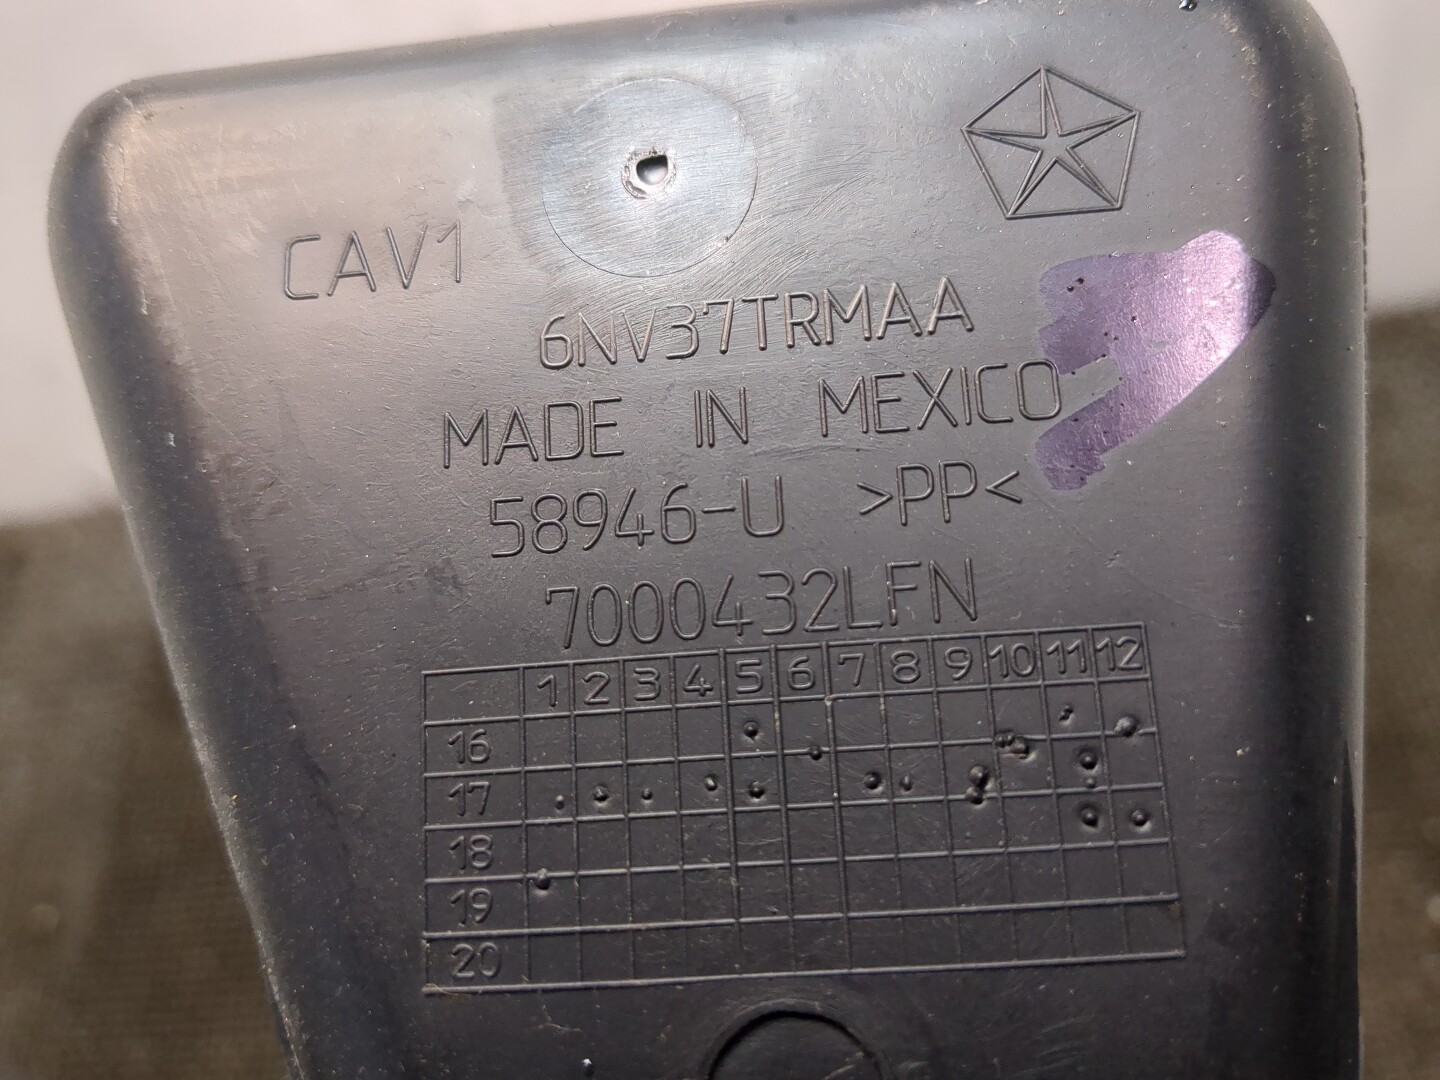 CAV1
6NV37TRMAA
MADE IN MEXICO
58946-U >PP<
7000432LFN
1 2 3 4 5 6 7 8 9 10 11 12
16
17
18
19
20